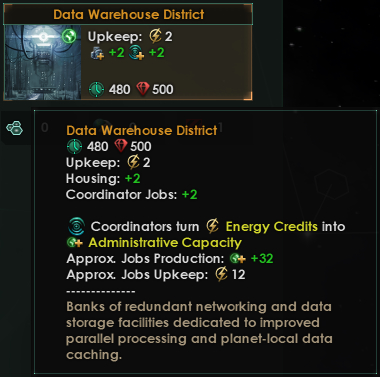 Data Warehouse District
Upkeep: 2
+2 +2
480 500
Data Warehouse District
480 500
Upkeep: 2
Housing: +2
Coordinator Jobs: +2
Coordinators turn Energy Credits into
Administrative Capacity
Approx. Jobs Production: +32
Approx. Jobs Upkeep: 12
--------------
Banks of redundant networking and data
storage facilities dedicated to improved
parallel processing and planet-local data
caching.